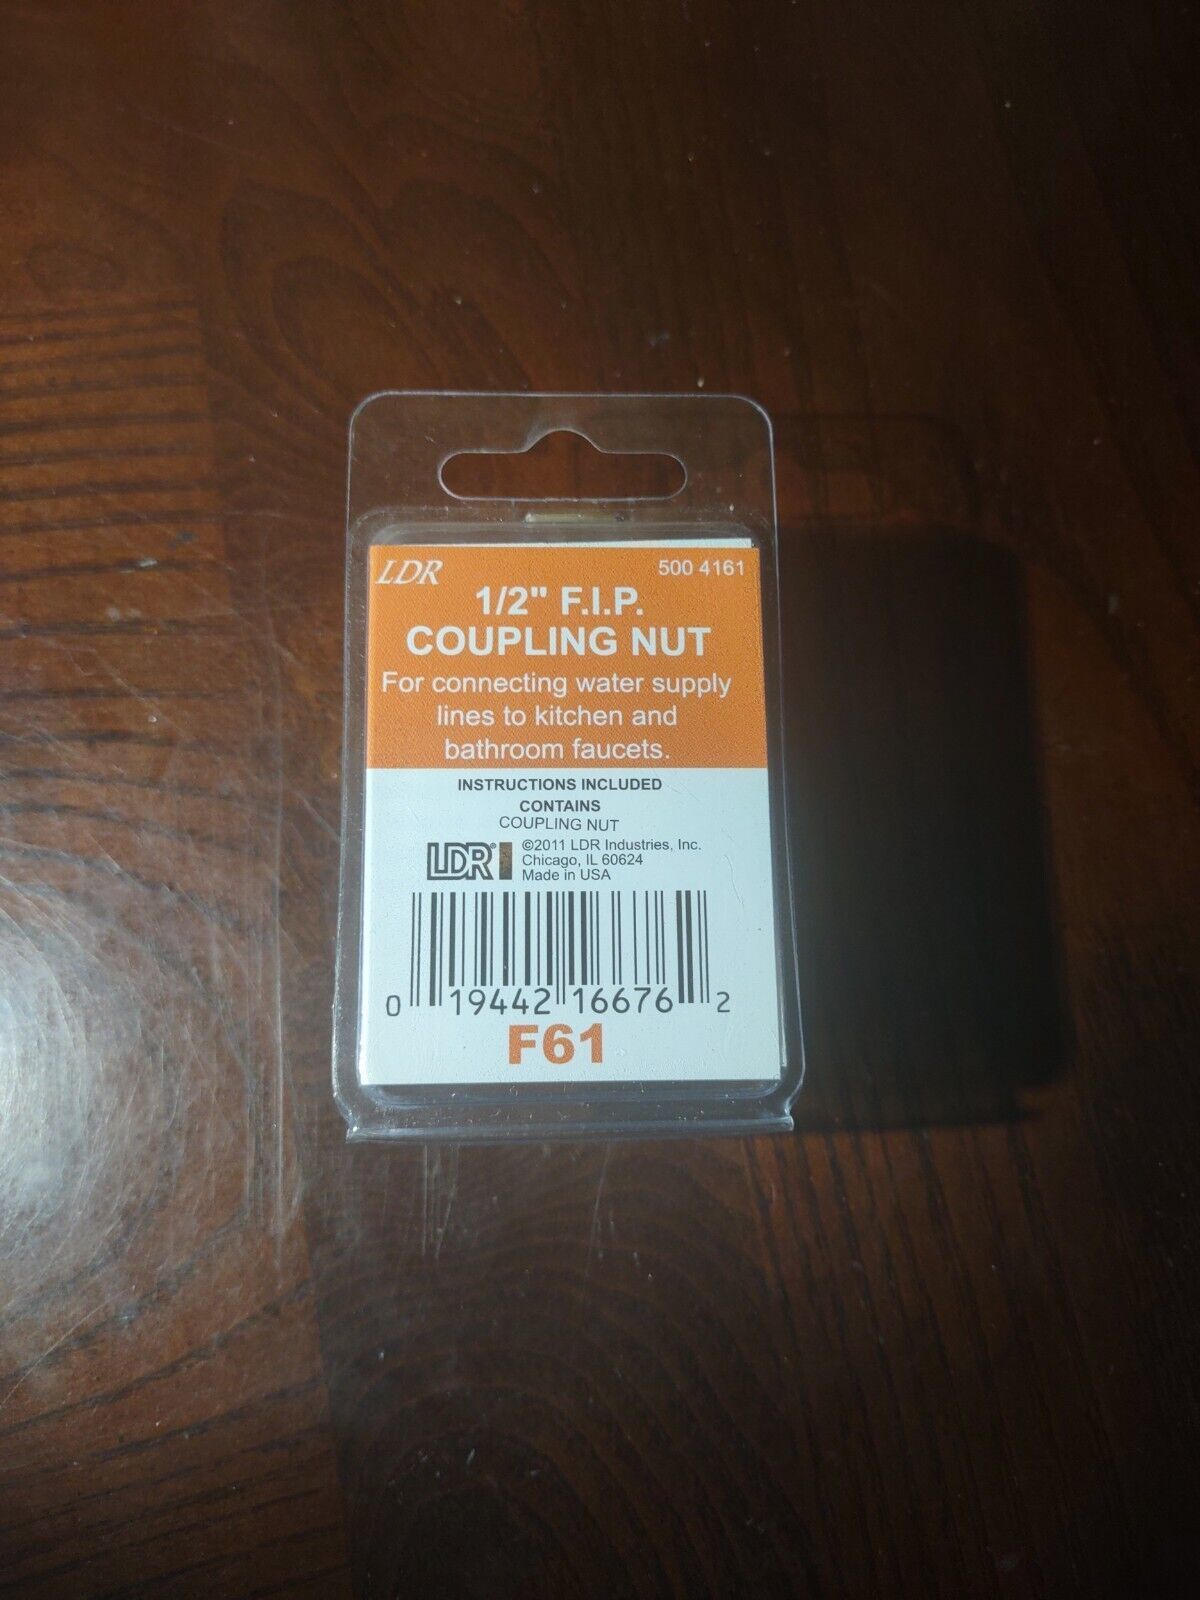 LDR 500 4161
1/2" F.I.P.
COUPLING NUT
For connecting water supply
lines to kitchen and
bathroom faucets.
INSTRUCTIONS INCLUDED
CONTAINS
COUPLING NUT
LDR® ©2011 LDR Industries, Inc.
Chicago, IL 60624
Made in USA
0 19442 16676 2
F61